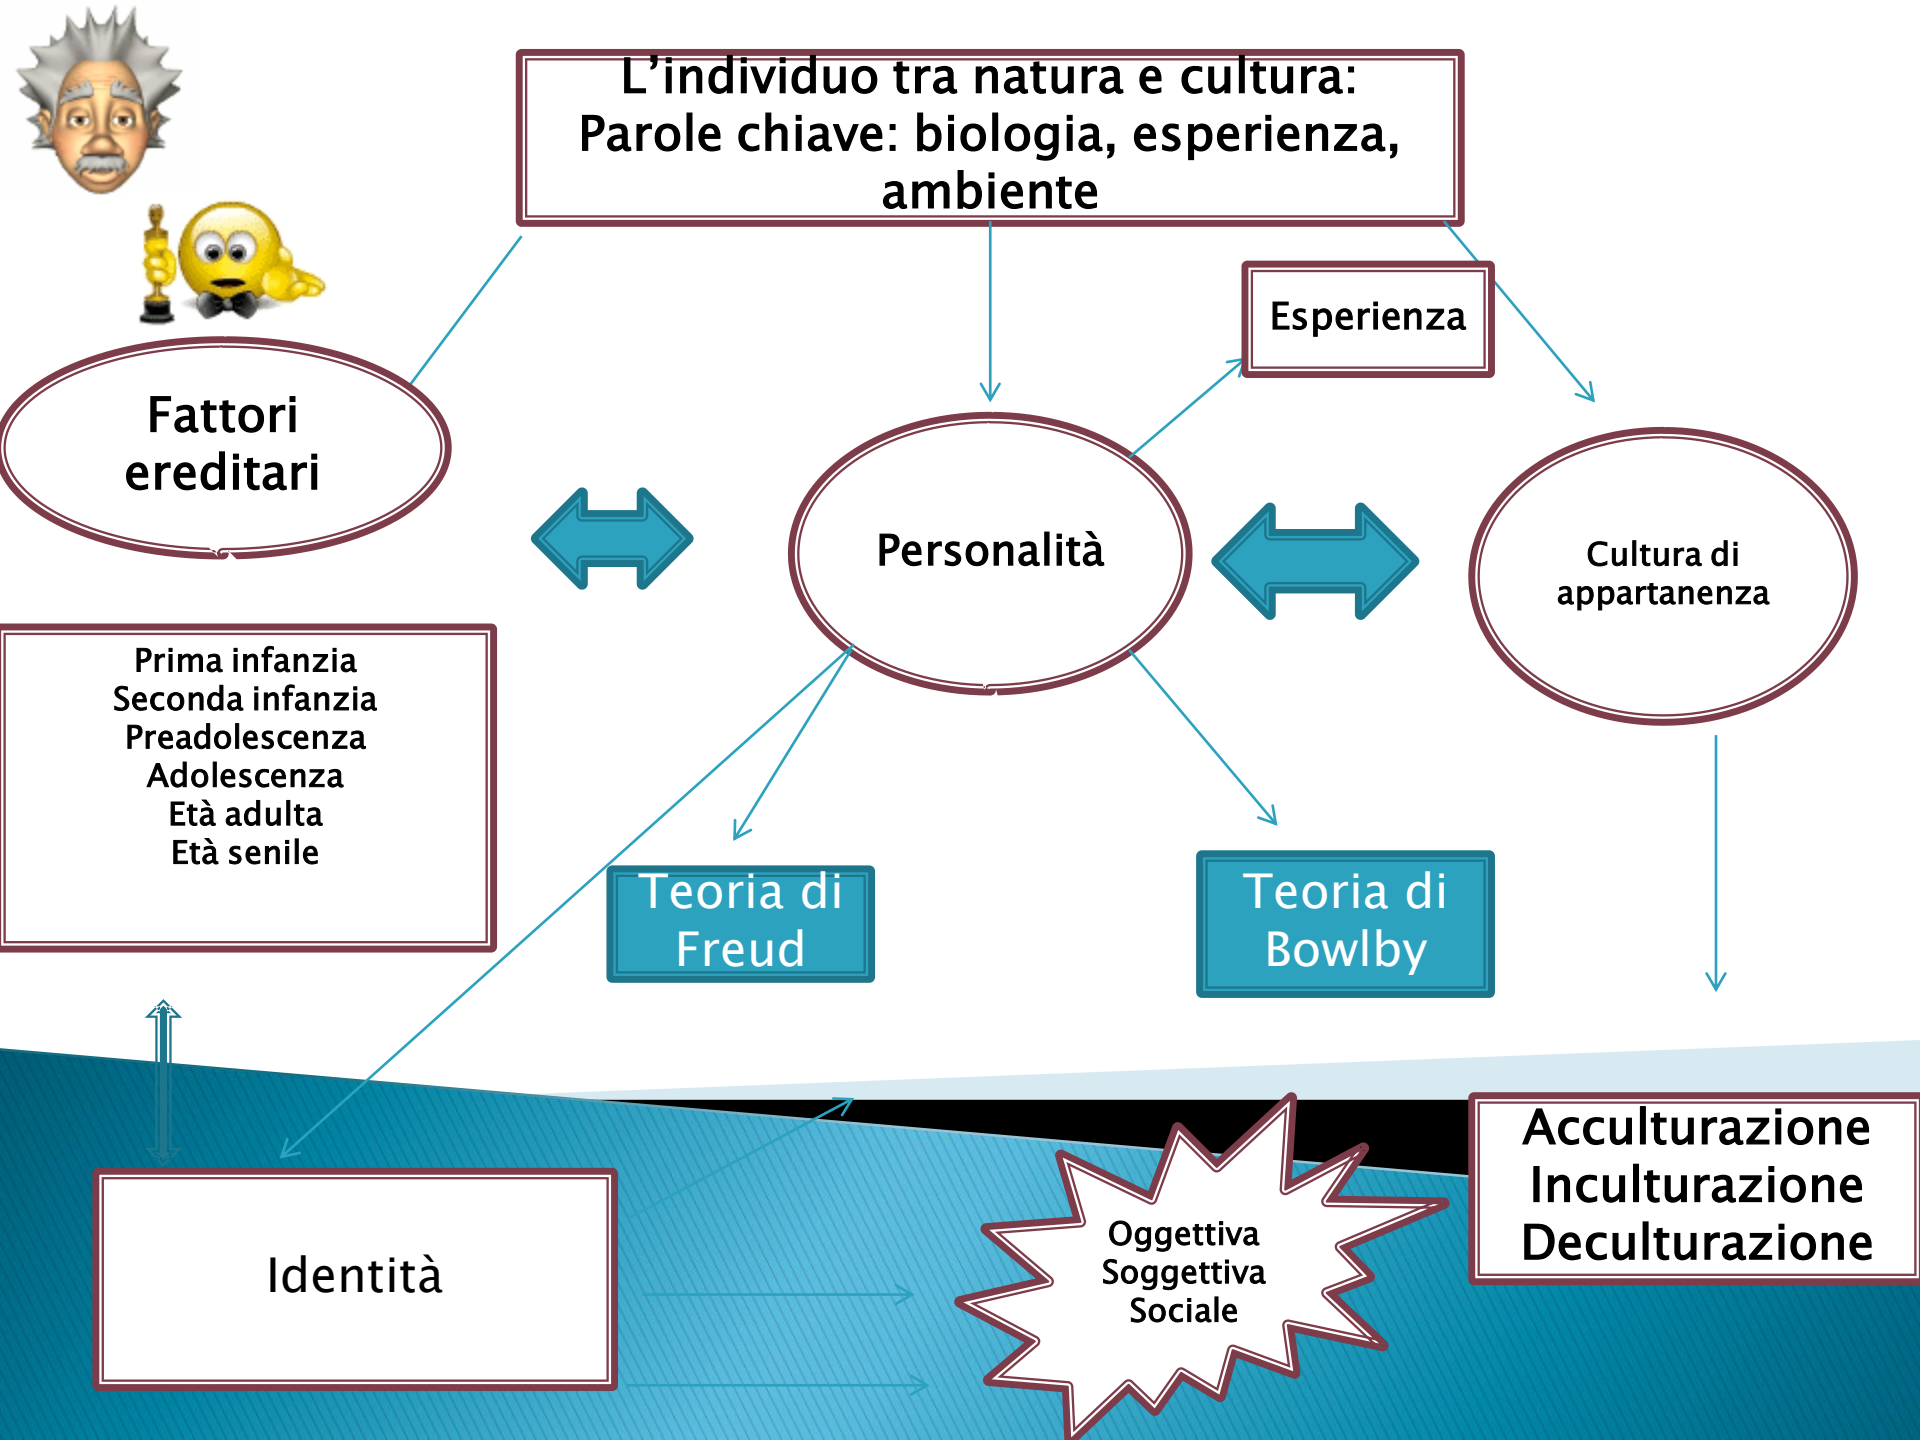 L’individuo tra natura e cultura:
Parole chiave: biologia, esperienza,
ambiente
Esperienza
Fattori
ereditari
Personalità
Cultura di
appartanenza
Prima infanzia
Seconda infanzia
Preadolescenza
Adolescenza
Età adulta
Età senile
Teoria di
Freud
Teoria di
Bowlby
Identità
Oggettiva
Soggettiva
Sociale
Acculturazione
Inculturazione
Deculturazione